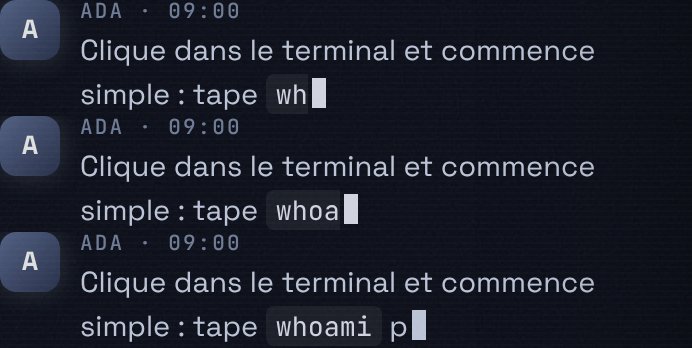 A
ADA · 09:00
Clique dans le terminal et commence
simple : tape wh
A
ADA · 09:00
Clique dans le terminal et commence
simple : tape whoa
A
ADA · 09:00
Clique dans le terminal et commence
simple : tape whoami p